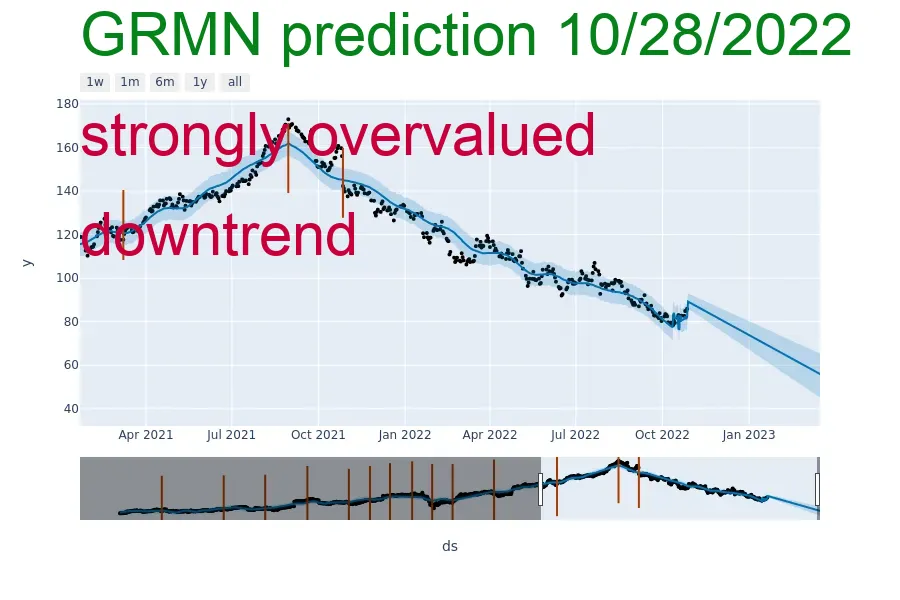 GRMN prediction 10/28/2022
1w 1m 6m 1y all
strongly overvalued
downtrend
y
180
160
140
120
100
80
60
40
Apr 2021 Jul 2021 Oct 2021 Jan 2022 Apr 2022 Jul 2022 Oct 2022 Jan 2023
ds